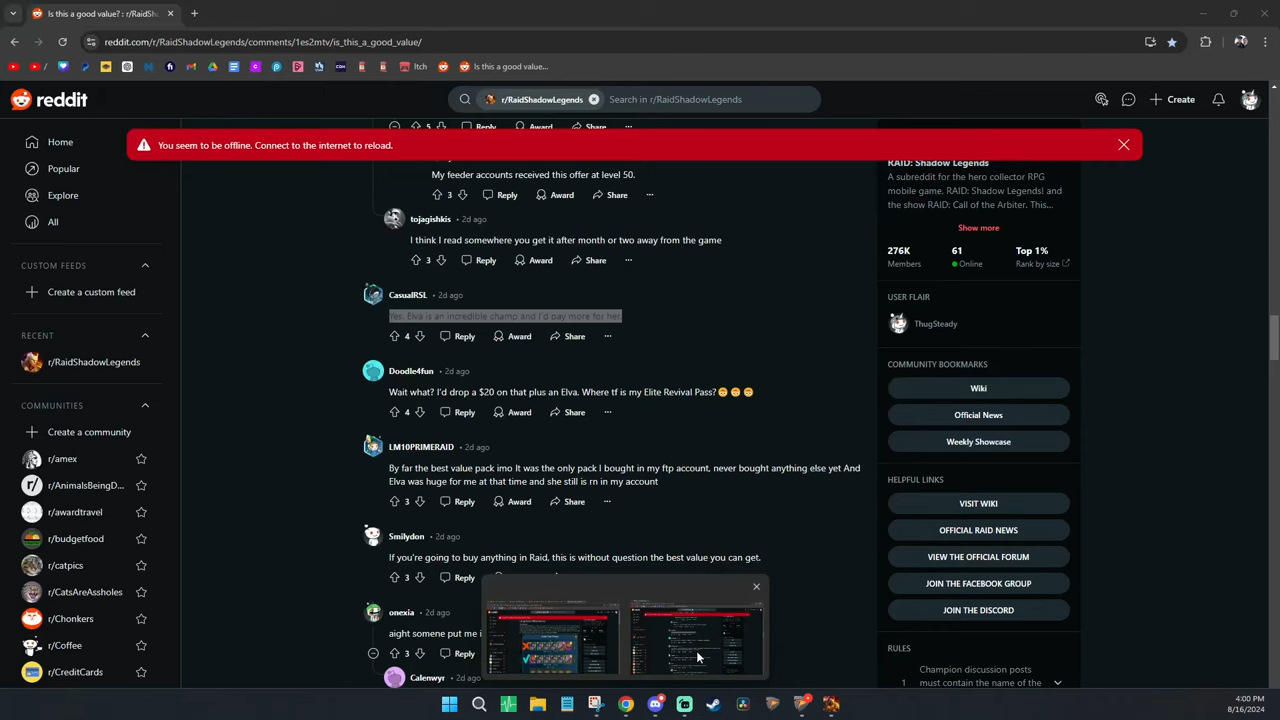 Is this a good value? : r/RaidSh
reddit.com/r/RaidShadowLegends/comments/1es2mtv/is_this_a_good_value/
Itch
Is this a good valu...
reddit
r/RaidShadowLegends
Search in r/RaidShadowLegends
Create
Home
Popular
Explore
All
CUSTOM FEEDS
Create a custom feed
RECENT
r/RaidShadowLegends
COMMUNITIES
Create a community
r/amex
r/AnimalsBeingD...
r/awardtravel
r/budgetfood
r/catpics
r/CatsAreAssholes
r/Chonkers
r/Coffee
r/CreditCards
You seem to be offline. Connect to the internet to reload.
5 Reply Award Share ...
My feeder accounts received this offer at level 50.
3 Reply Award Share ...
tojagishkis • 2d ago
I think I read somewhere you get it after month or two away from the game
3 Reply Award Share ...
CasualRSL • 2d ago
Yes. Elva is an incredible champ and I'd pay more for her.
4 Reply Award Share ...
Doodle4fun • 2d ago
Wait what? I'd drop a $20 on that plus an Elva. Where tf is my Elite Revival Pass?🙃🙃🙃
4 Reply Award Share ...
LM10PRIMERAID • 2d ago
By far the best value pack imo It was the only pack I bought in my ftp account, never bought anything else yet And
Elva was huge for me at that time and she still is rn in my account
3 Reply Award Share ...
Smilydon • 2d ago
If you're going to buy anything in Raid, this is without question the best value you can get.
3 Reply
onexia • 2d ago
aight somene put me i
3 Reply
Calenwyr • 2d ago
RAID: Shadow Legends
A subreddit for the hero collector RPG
mobile game, RAID: Shadow Legends! and
the show RAID: Call of the Arbiter. This...
Show more
276K 61 Top 1%
Members Online Rank by size
USER FLAIR
ThugSteady
COMMUNITY BOOKMARKS
Wiki
Official News
Weekly Showcase
HELPFUL LINKS
VISIT WIKI
OFFICIAL RAID NEWS
VIEW THE OFFICIAL FORUM
JOIN THE FACEBOOK GROUP
JOIN THE DISCORD
RULES
1 Champion discussion posts
must contain the name of the
4:00 PM
8/16/2024